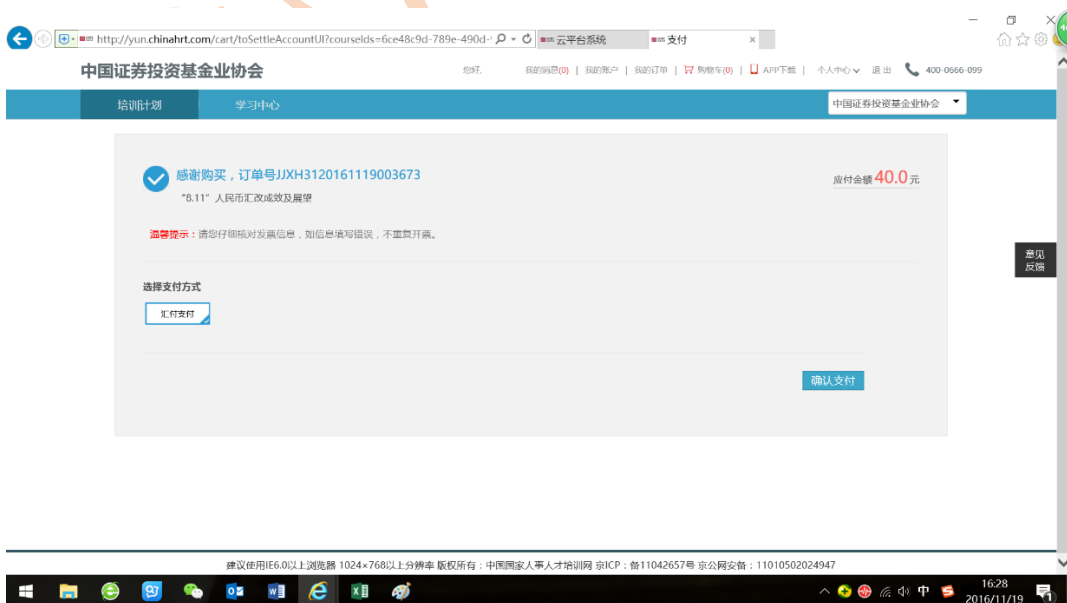 http://yun.chinahrt.com/cart/toSettleAccountUI?courseIds=6ce48c9d-789e-490d-
云平台系统
支付
中国证券投资基金业协会
您好,
我的消息(0) | 我的账户 | 我的订单 | 购物车(0) | APP下载 | 个人中心 退出 400-0666-099
培训计划
学习中心
中国证券投资基金业协会
感谢购买，订单号JJXH3120161119003673
应付金额40.0元
“8.11”人民币汇改成效及展望
温馨提示：请您仔细核对发票信息，如信息填写错误，不重复开票。
意见
反馈
选择支付方式
汇付支付
确认支付
建议使用IE6.0以上浏览器 1024×768以上分辨率 版权所有：中国国家人事人才培训网 京ICP：备11042657号 京公网安备：11010502024947
中
16:28
2016/11/19